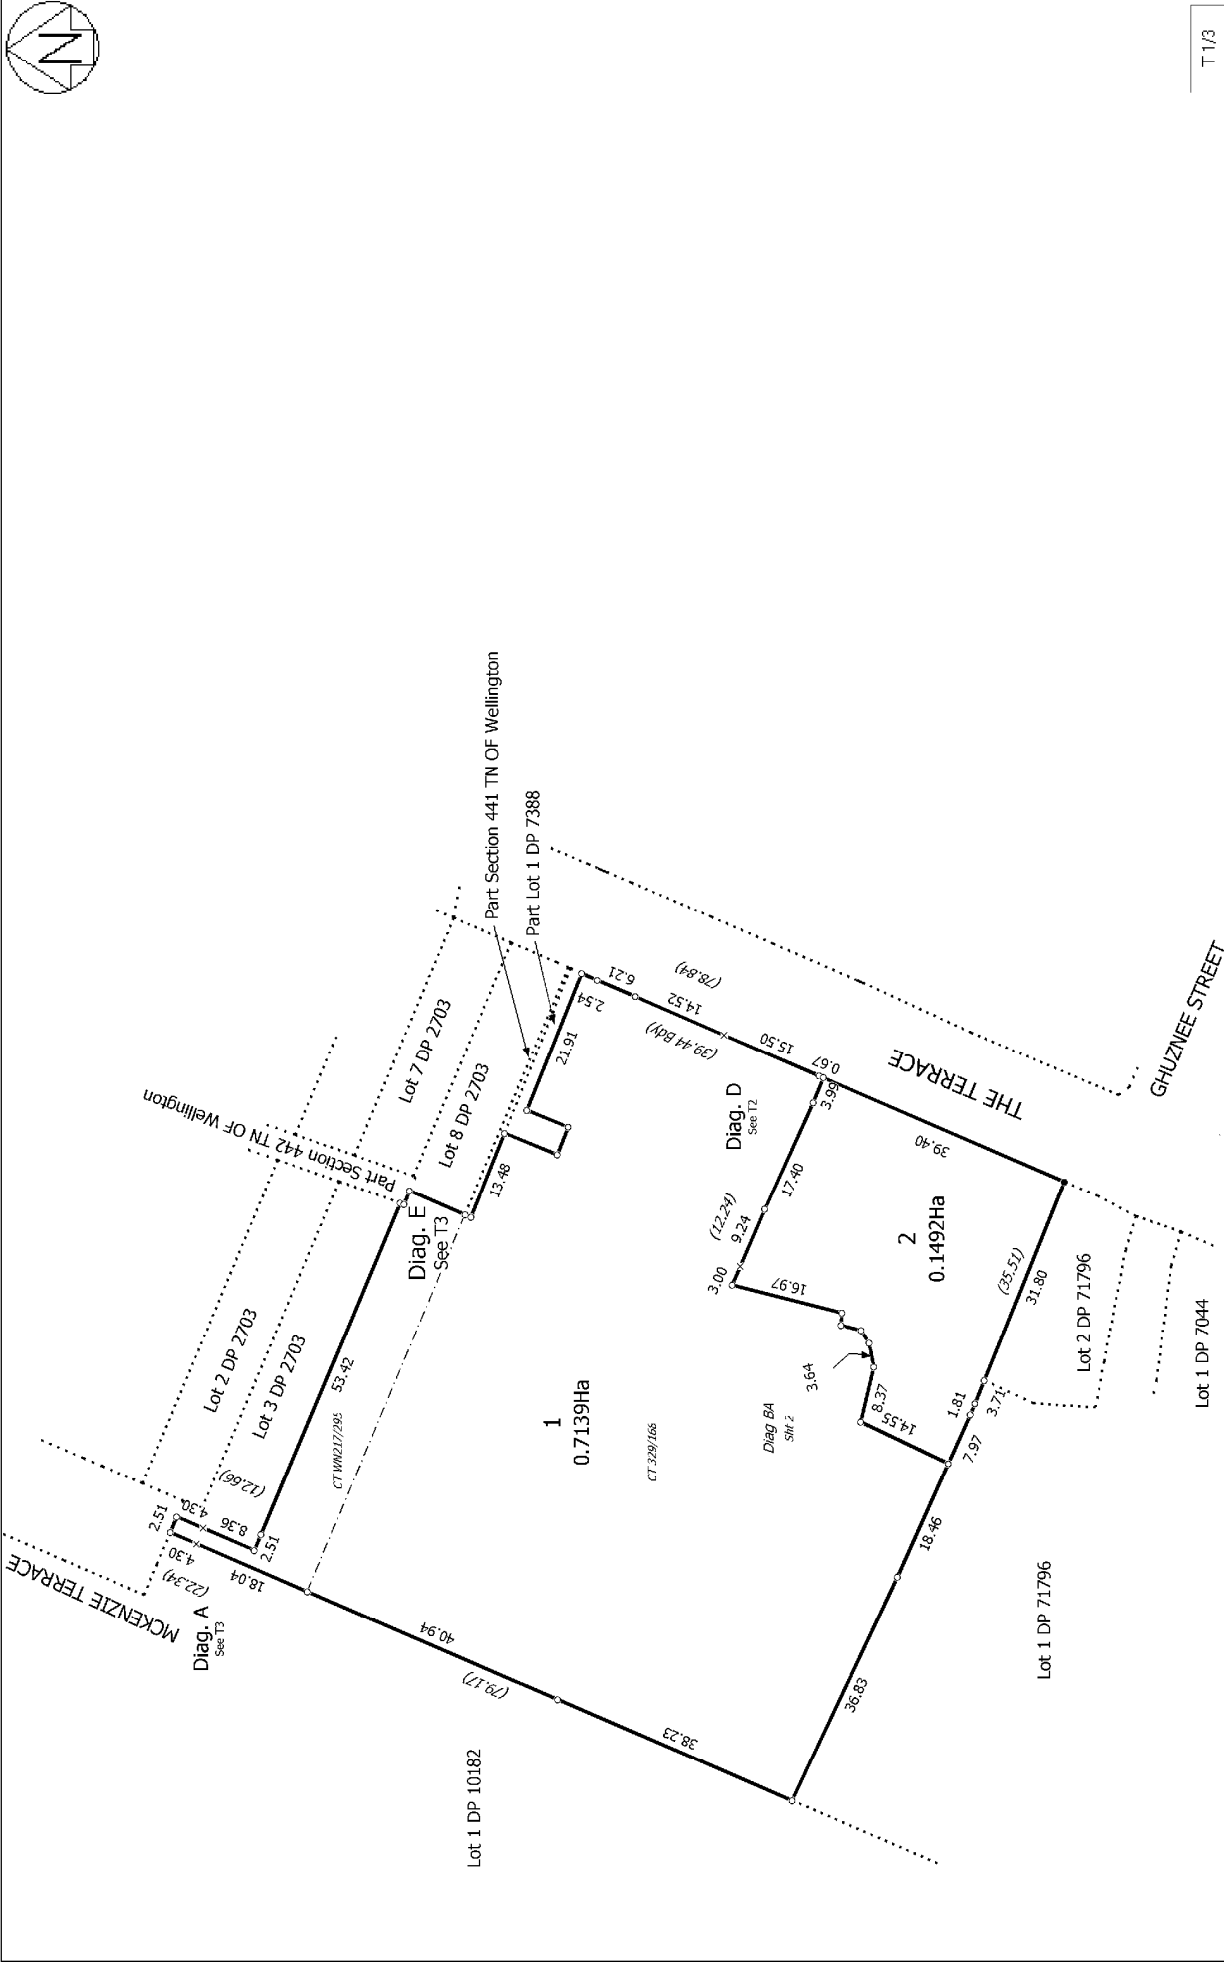 N
T 1/3
MCKENZIE TERRACE
Diag. A
See T3
(22.34)
4.30
2.51
4.30
8.36
2.51
(12.66)
18.04
Lot 2 DP 2703
Lot 3 DP 2703
53.42
CT WN217/295
Part Section 442 TN OF Wellington
Lot 7 DP 2703
Lot 8 DP 2703
Diag. E
See T3
13.48
Part Section 441 TN OF Wellington
Part Lot 1 DP 7388
21.91
2.54
6.21
(78.84)
14.52
(39.44 Bdy)
15.50
0.67
3.99
THE TERRACE
GHUZNEE STREET
Diag. D
See T2
17.40
(12.24)
9.24
3.00
16.97
39.40
2
0.1492Ha
(35.51)
31.80
1
0.7139Ha
CT 329/166
Diag BA
Sht 2
3.64
8.37
14.55
1.81
3.71
7.97
18.46
36.83
40.94
(79.17)
38.23
Lot 1 DP 10182
Lot 2 DP 71796
Lot 1 DP 7044
Lot 1 DP 71796